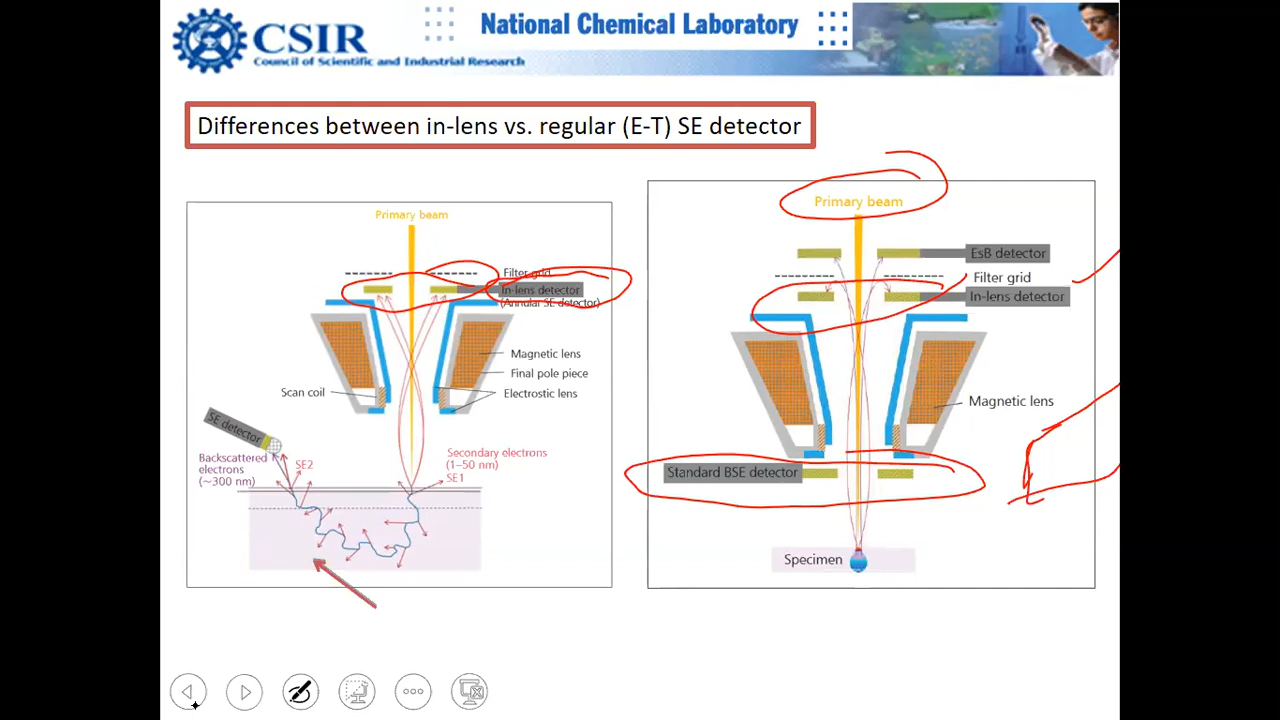 CSIR
Council of Scientific and Industrial Research
National Chemical Laboratory
Differences between in-lens vs. regular (E-T) SE detector
Primary beam
Filter grid
In-lens detector
(Annular SE detector)
Magnetic lens
Final pole piece
Scan coil
Electrostic lens
SE detector
Backscattered
electrons
(~300 nm)
SE2
Secondary electrons
(1–50 nm)
SE1
Primary beam
EsB detector
Filter grid
In-lens detector
Magnetic lens
Standard BSE detector
Specimen